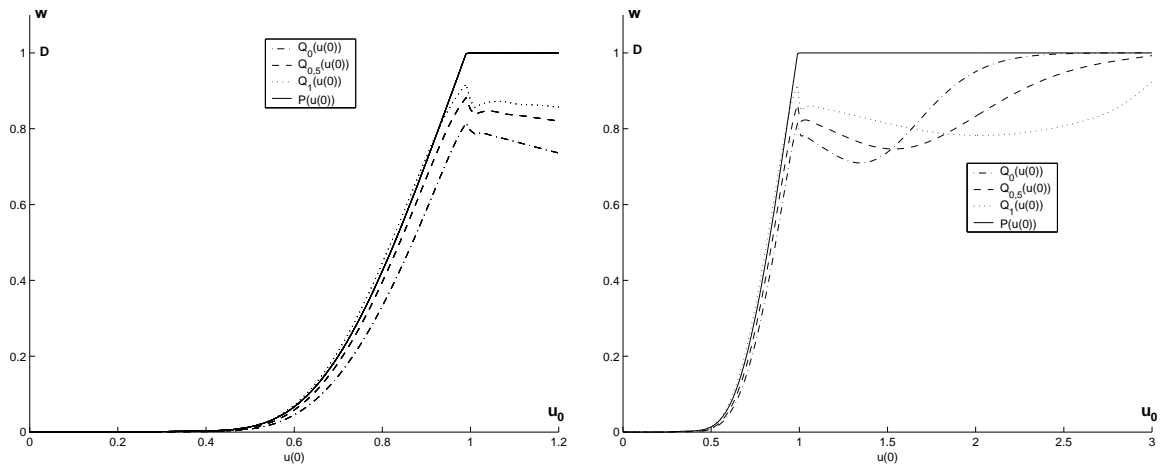 w
D
1
0.8
0.6
0.4
0.2
0
Q0(u(0))
Q0,5(u(0))
Q1(u(0))
P(u(0))
u0
0 0.2 0.4 0.6 0.8 1 1.2
u(0)
w
D
1
0.8
0.6
0.4
0.2
0
Q0(u(0))
Q0,5(u(0))
Q1(u(0))
P(u(0))
u0
0 0.5 1 1.5 2 2.5 3
u(0)